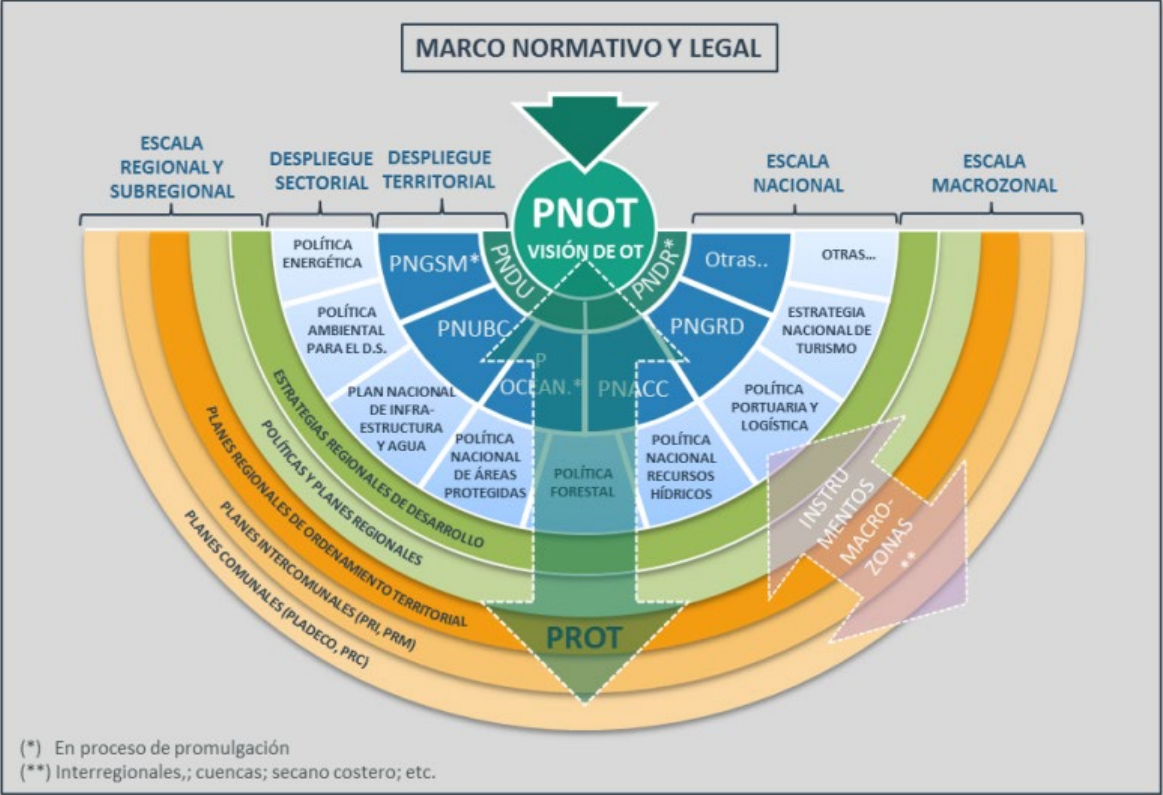 MARCO NORMATIVO Y LEGAL
ESCALA
REGIONAL Y
SUBREGIONAL
DESPLIEGUE
SECTORIAL
DESPLIEGUE
TERRITORIAL
ESCALA
NACIONAL
ESCALA
MACROZONAL
PNOT
VISIÓN DE OT
PNDU
PNDR*
PNGSM*
PNUBC
P
OCEAN.*
PNACC
PNGRD
Otras..
POLÍTICA
ENERGÉTICA
POLÍTICA
AMBIENTAL
PARA EL D.S.
PLAN NACIONAL
DE INFRA-
ESTRUCTURA
Y AGUA
POLÍTICA
NACIONAL
DE ÁREAS
PROTEGIDAS
POLÍTICA
FORESTAL
POLÍTICA
NACIONAL
RECURSOS
HÍDRICOS
POLÍTICA
PORTUARIA Y
LOGÍSTICA
ESTRATEGIA
NACIONAL DE
TURISMO
OTRAS...
ESTRATEGIAS REGIONALES DE DESARROLLO
POLÍTICAS Y PLANES REGIONALES
PLANES REGIONALES DE ORDENAMIENTO TERRITORIAL
PLANES INTERCOMUNALES (PRI, PRM)
PLANES COMUNALES (PLADECO, PRC)
PROT
INSTRU
MENTOS
MACRO-
ZONAS
**
(*) En proceso de promulgación
(**) Interregionales,; cuencas; secano costero; etc.